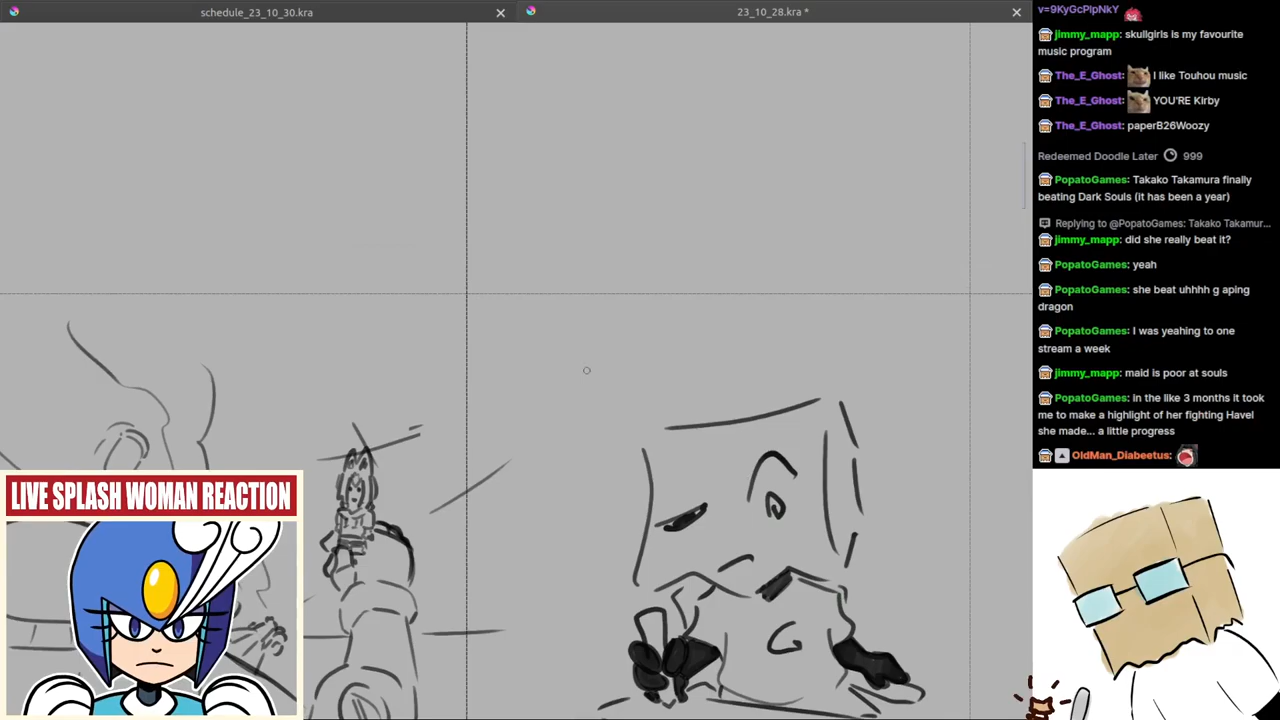 schedule_23_10_30.kra
23_10_28.kra *
v=9KyGcPlpNkY
jimmy_mapp: skullgirls is my favourite
music program
The_E_Ghost: I like Touhou music
The_E_Ghost: YOU'RE Kirby
The_E_Ghost: paperB26Woozy
Redeemed Doodle Later 999
PopatoGames: Takako Takamura finally
beating Dark Souls (it has been a year)
Replying to @PopatoGames: Takako Takamur...
jimmy_mapp: did she really beat it?
PopatoGames: yeah
PopatoGames: she beat uhhhh g aping
dragon
PopatoGames: I was yeahing to one
stream a week
jimmy_mapp: maid is poor at souls
PopatoGames: in the like 3 months it took
me to make a highlight of her fighting Havel
she made... a little progress
OldMan_Diabeetus:
LIVE SPLASH WOMAN REACTION
G